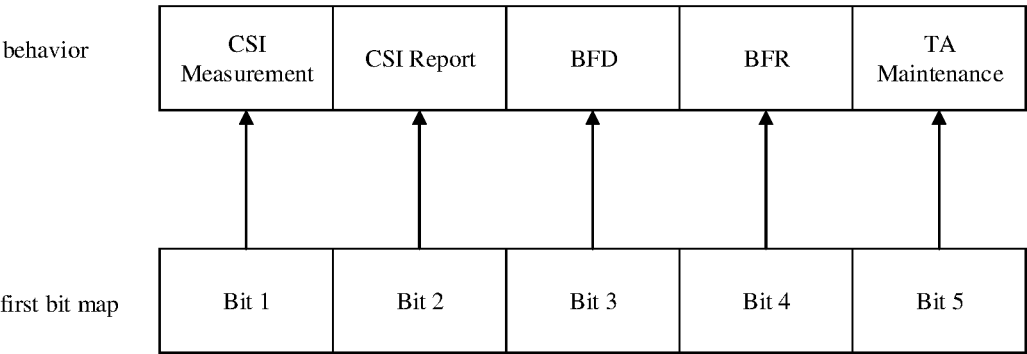 behavior
CSI
Measurement
CSI Report
BFD
BFR
TA
Maintenance
first bit map
Bit 1
Bit 2
Bit 3
Bit 4
Bit 5